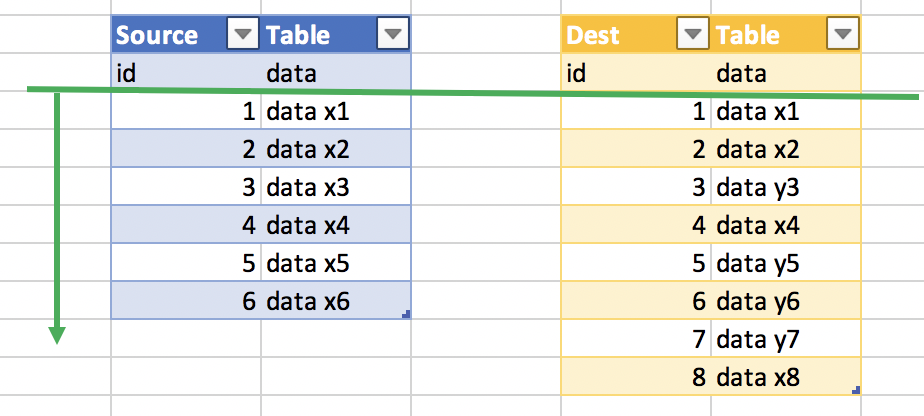 Source Table Dest Table
id data id data
1 data x1 1 data x1
2 data x2 2 data x2
3 data x3 3 data y3
4 data x4 4 data x4
5 data x5 5 data y5
6 data x6 6 data y6
7 data y7
8 data x8